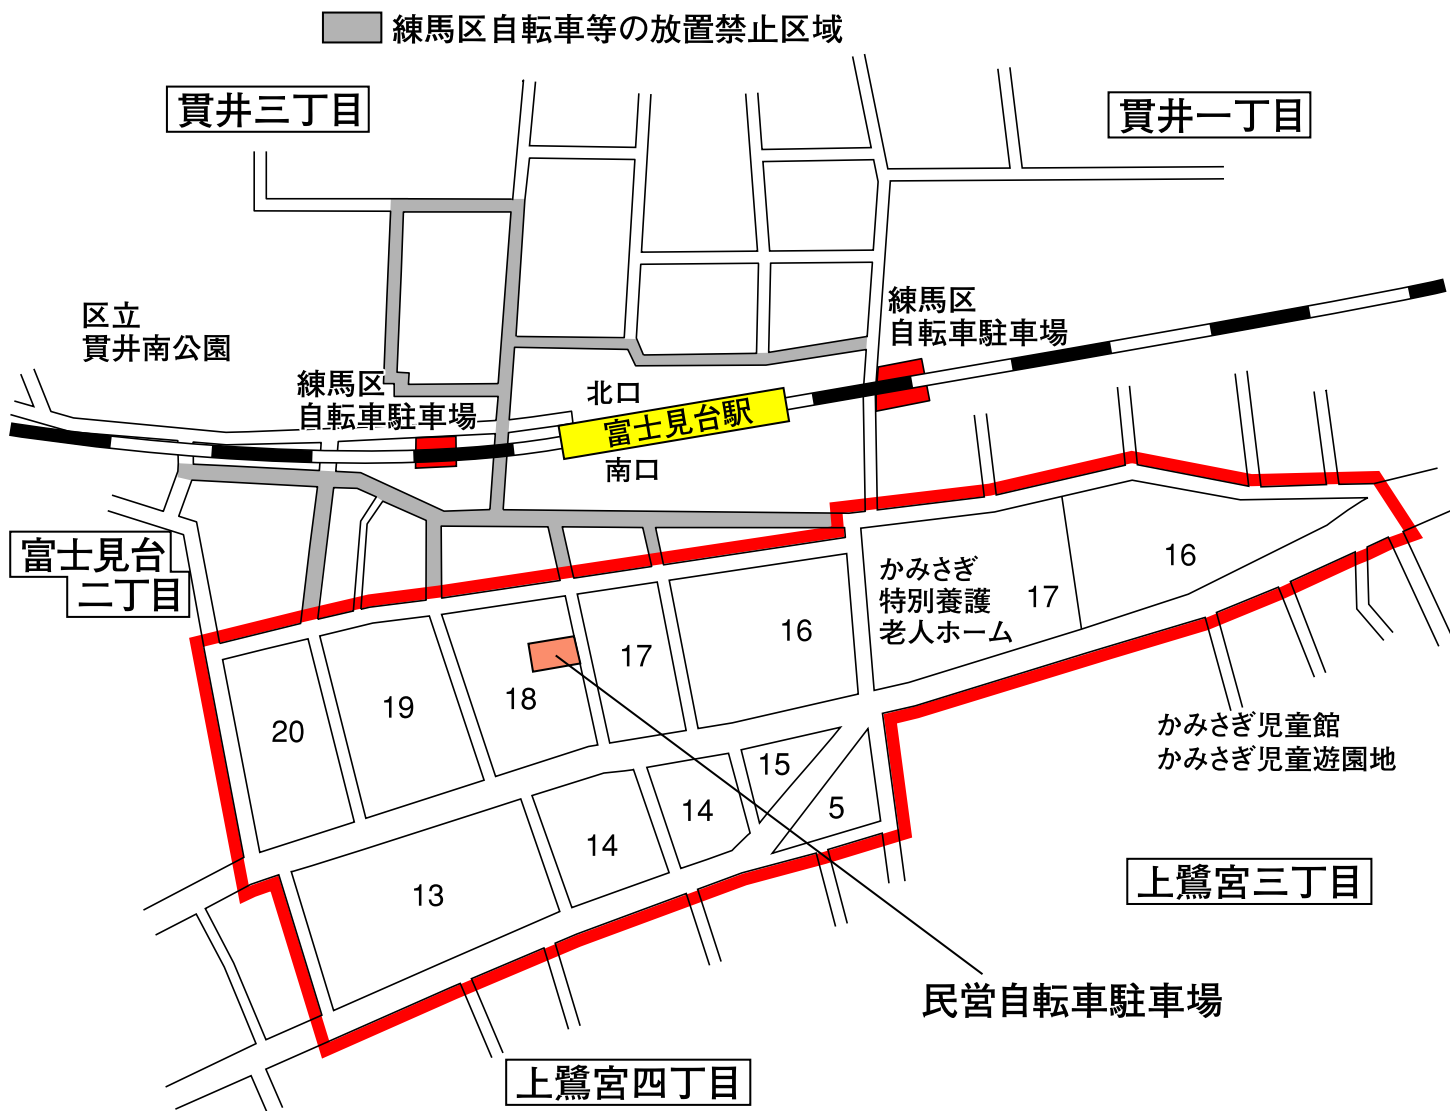 練馬区自転車等の放置禁止区域
貫井三丁目
貫井一丁目
区立
貫井南公園
練馬区
自転車駐車場
練馬区
自転車駐車場
北口
富士見台駅
南口
富士見台
二丁目
かみさぎ
特別養護
老人ホーム
17
16
16
17
18
19
20
15
5
14
14
13
かみさぎ児童館
かみさぎ児童遊園地
上鷺宮三丁目
民営自転車駐車場
上鷺宮四丁目